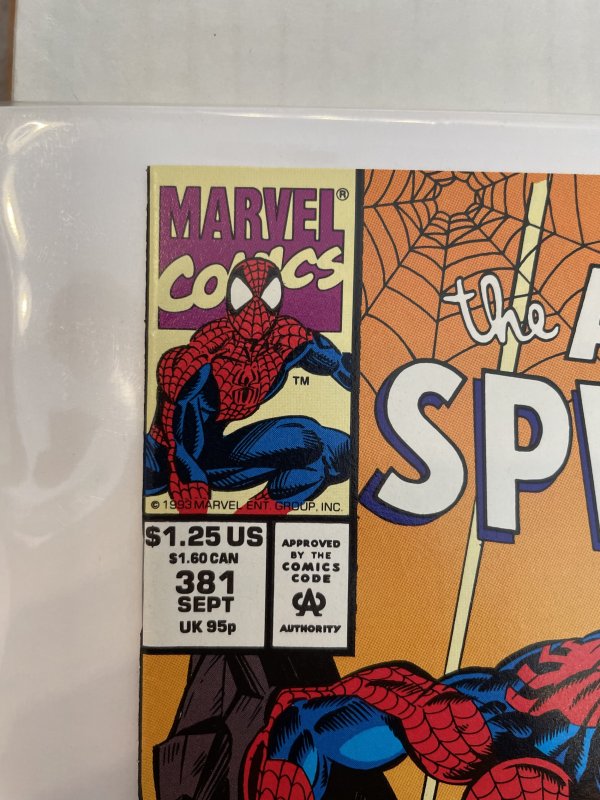 MARVEL®
COMICS
TM
© 1993 MARVEL ENT. GROUP, INC.
$1.25 US
$1.60 CAN
381
SEPT
UK 95p
APPROVED
BY THE
COMICS
CODE
CA
AUTHORITY
the A
SP